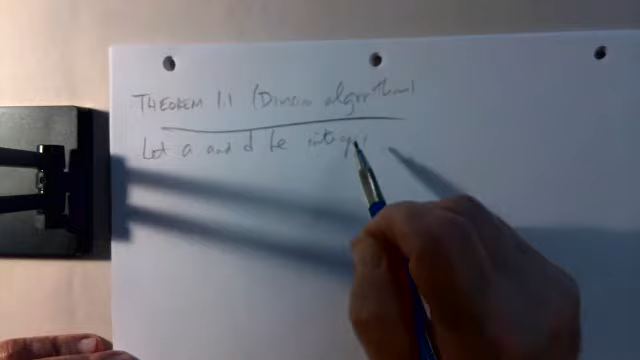 THEOREM 1.1 (Division algorithm)
Let a and d be integers